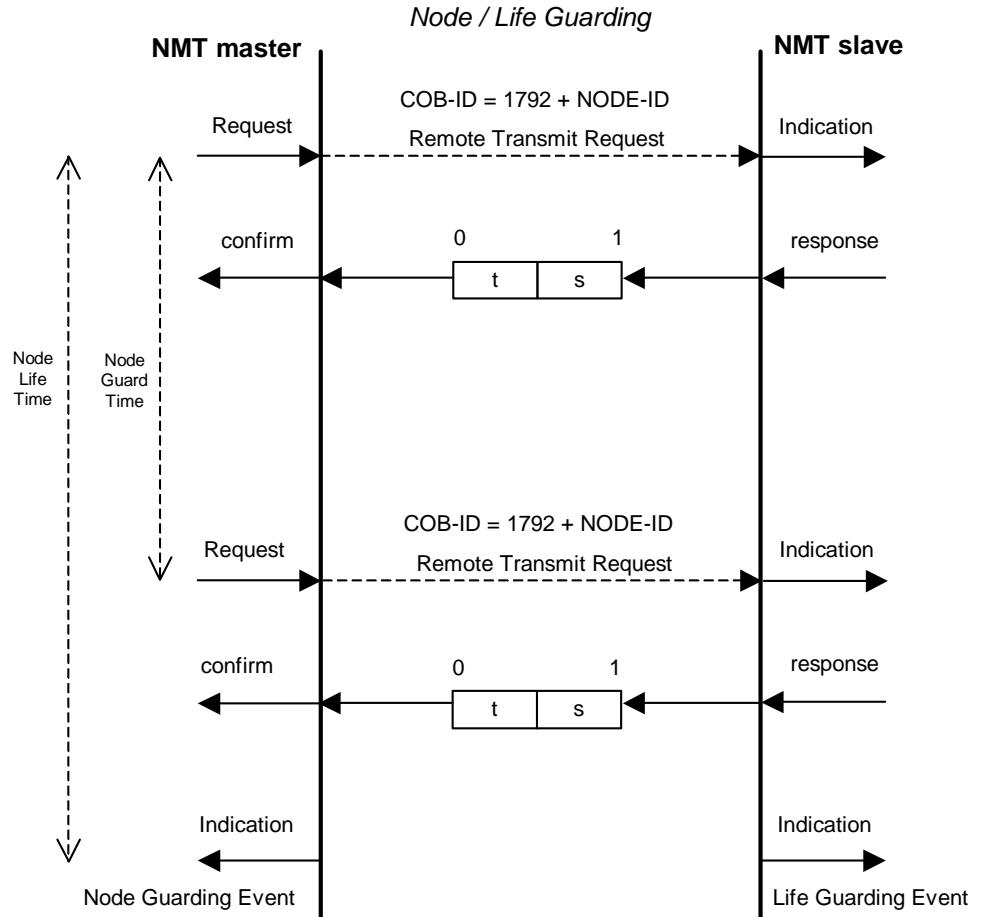 Node / Life Guarding
NMT master
NMT slave
COB-ID = 1792 + NODE-ID
Request
Remote Transmit Request
Indication
confirm
0
1
response
t
s
Node
Life
Time
Node
Guard
Time
COB-ID = 1792 + NODE-ID
Request
Remote Transmit Request
Indication
confirm
0
1
response
t
s
Indication
Indication
Node Guarding Event
Life Guarding Event